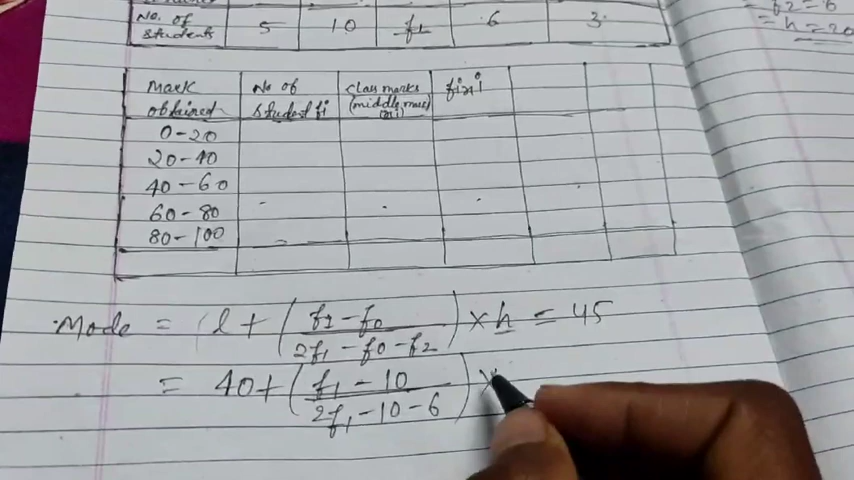 f2 = 6
= h = 20
No. of students 5 10 f1 6 3
Mark obtained No of student fi class marks (xi) fixi
0-20
20-40
40-60
60-80
80-100
Mode = l + ( f1 - f0 / 2f1 - f0 - f2 ) × h = 45
= 40 + ( f1 - 10 / 2f1 - 10 - 6 ) ×